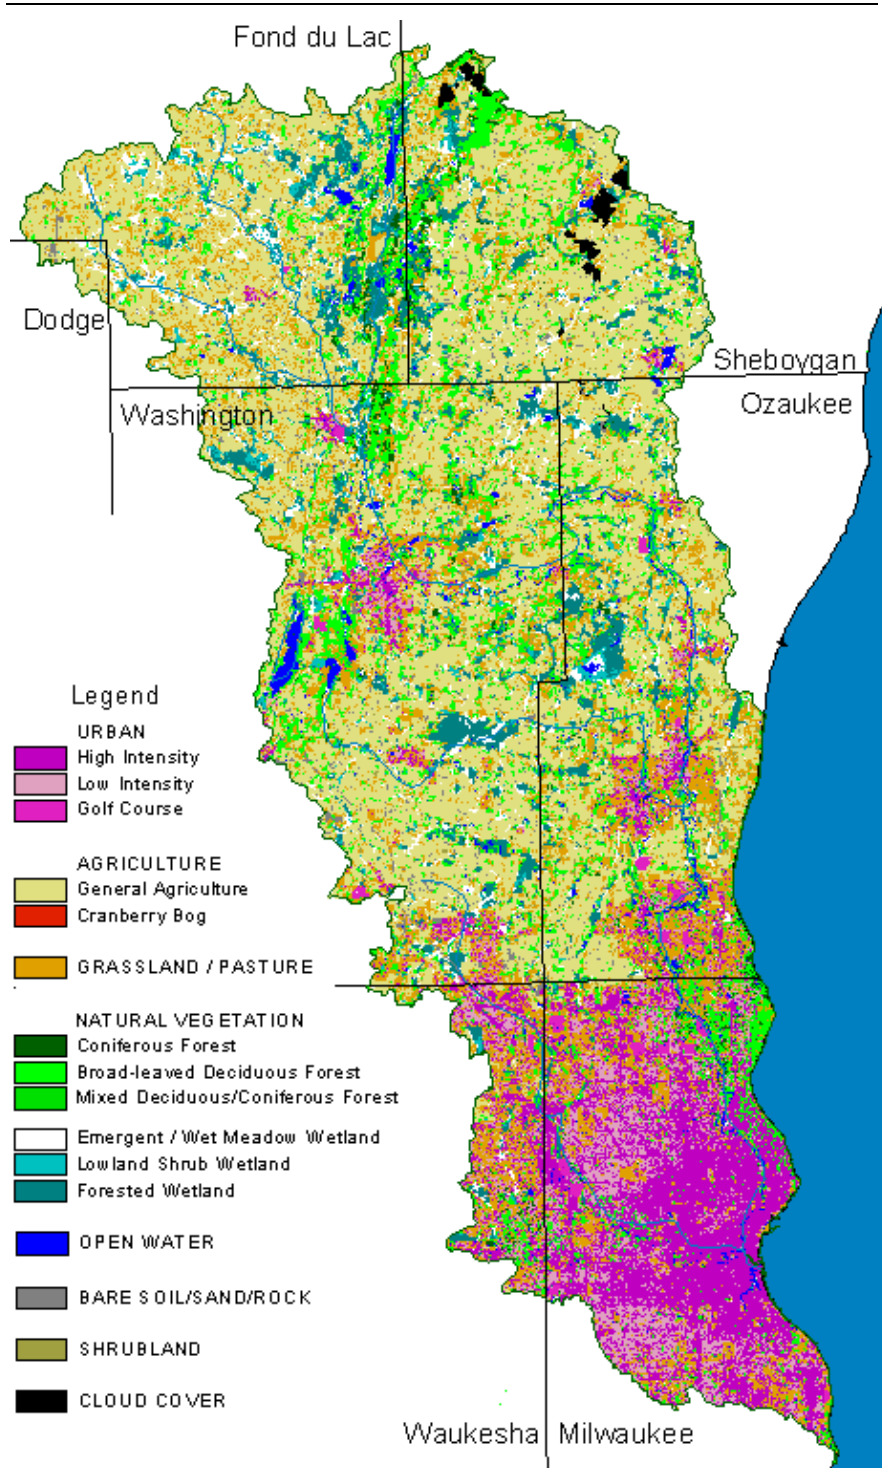 Fond du Lac
Dodge
Sheboygan
Washington
Ozaukee
Legend
URBAN
High Intensity
Low Intensity
Golf Course
AGRICULTURE
General Agriculture
Cranberry Bog
GRASSLAND / PASTURE
NATURAL VEGETATION
Coniferous Forest
Broad-leaved Deciduous Forest
Mixed Deciduous/Coniferous Forest
Emergent / Wet Meadow Wetland
Lowland Shrub Wetland
Forested Wetland
OPEN WATER
BARE SOIL/SAND/ROCK
SHRUBLAND
CLOUD COVER
Waukesha
Milwaukee